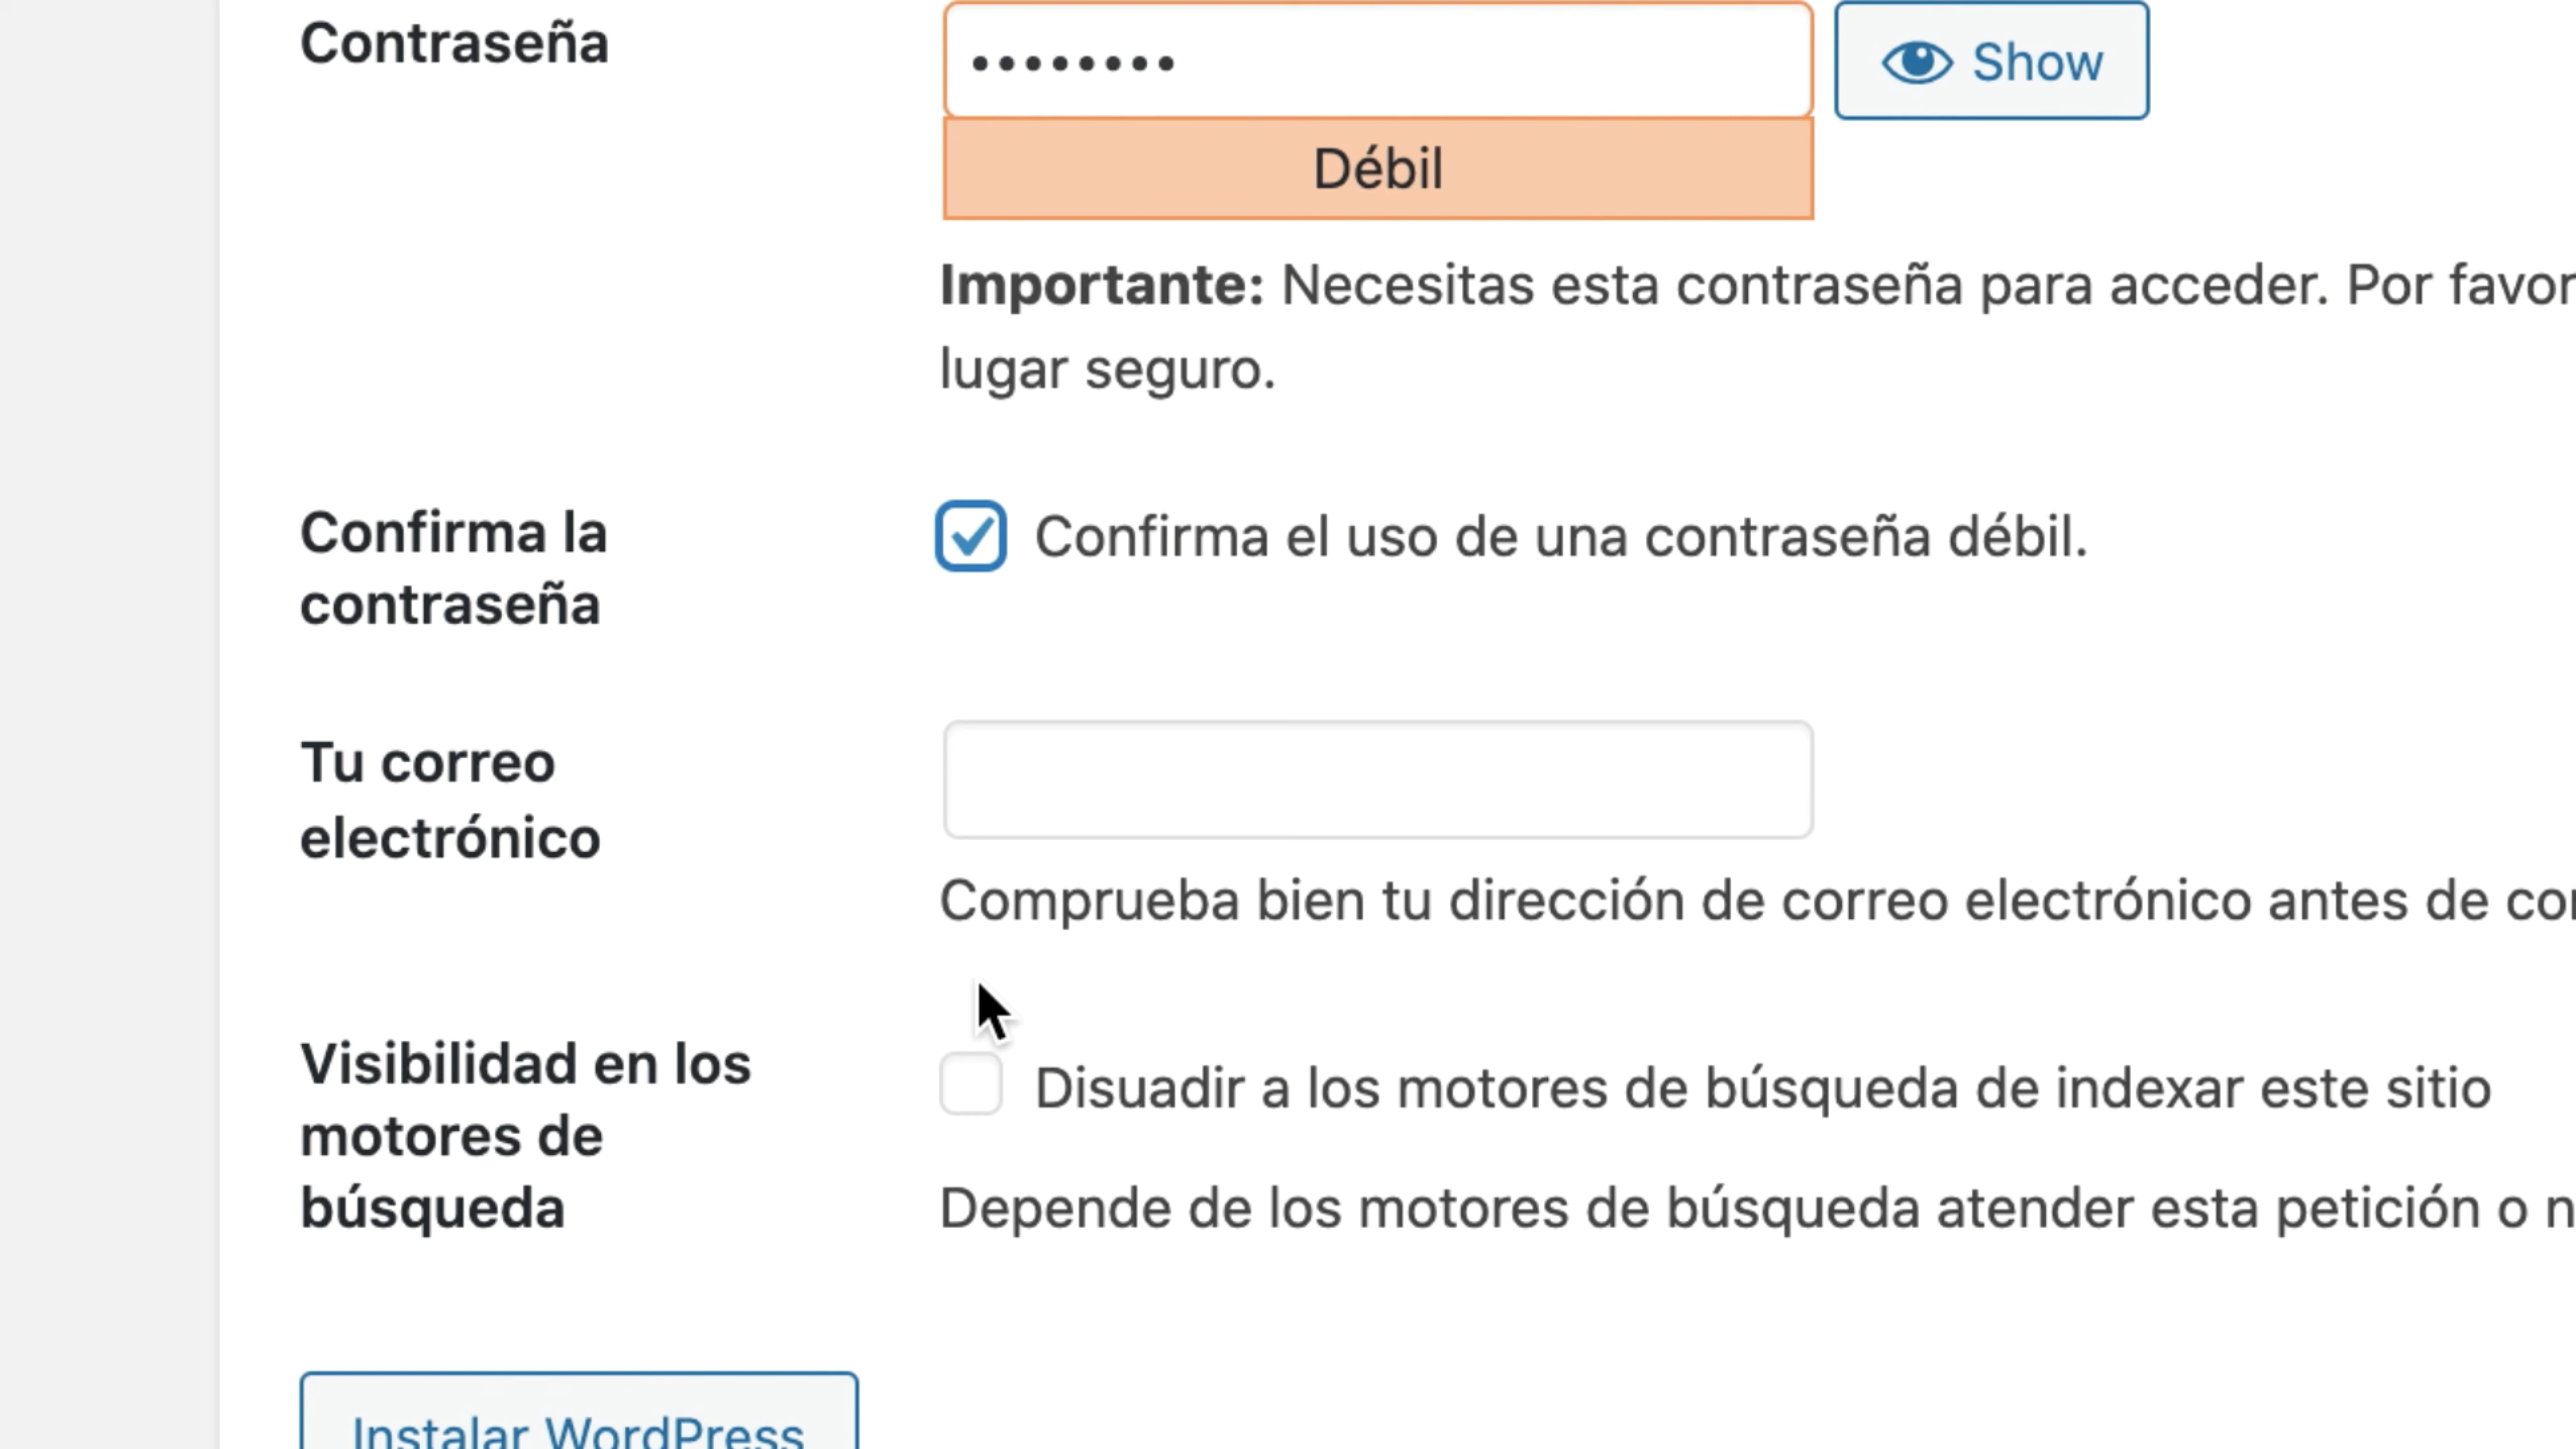 Contraseña
••••••••
Show
Débil
Importante: Necesitas esta contraseña para acceder. Por favor
lugar seguro.
Confirma la
contraseña
Confirma el uso de una contraseña débil.
Tu correo
electrónico
Comprueba bien tu dirección de correo electrónico antes de
Visibilidad en los
motores de
búsqueda
Disuadir a los motores de búsqueda de indexar este sitio
Depende de los motores de búsqueda atender esta petición o
Instalar WordPress